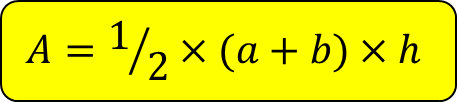 A = 1/2 × (a + b) × h